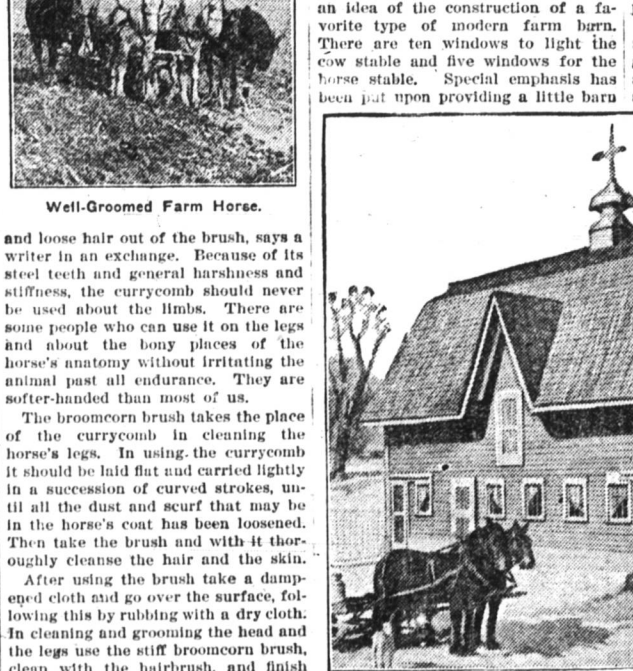 Well-Groomed Farm Horse.
and loose hair out of the brush, says a
writer in an exchange. Because of its
steel teeth and general harshness and
stiffness, the currycomb should never
be used about the limbs. There are
some people who can use it on the legs
and about the bony places of the
horse's anatomy without irritating the
animal past all endurance. They are
softer-handed than most of us.
The broomcorn brush takes the place
of the currycomb in cleaning the
horse's legs. In using the currycomb
it should be laid flat and carried lightly
in a succession of curved strokes, un-
til all the dust and scurf that may be
in the horse's coat has been loosened.
Then take the brush and with it thor-
oughly cleanse the hair and the skin.
After using the brush take a damp-
ened cloth and go over the surface, fol-
lowing this by rubbing with a dry cloth.
In cleaning and grooming the head and
the legs use the stiff broomcorn brush,
clean with the hairbrush, and finish
an idea of the construction of a fa-
vorite type of modern farm barn.
There are ten windows to light the
cow stable and five windows for the
horse stable. Special emphasis has
been put upon providing a little barn